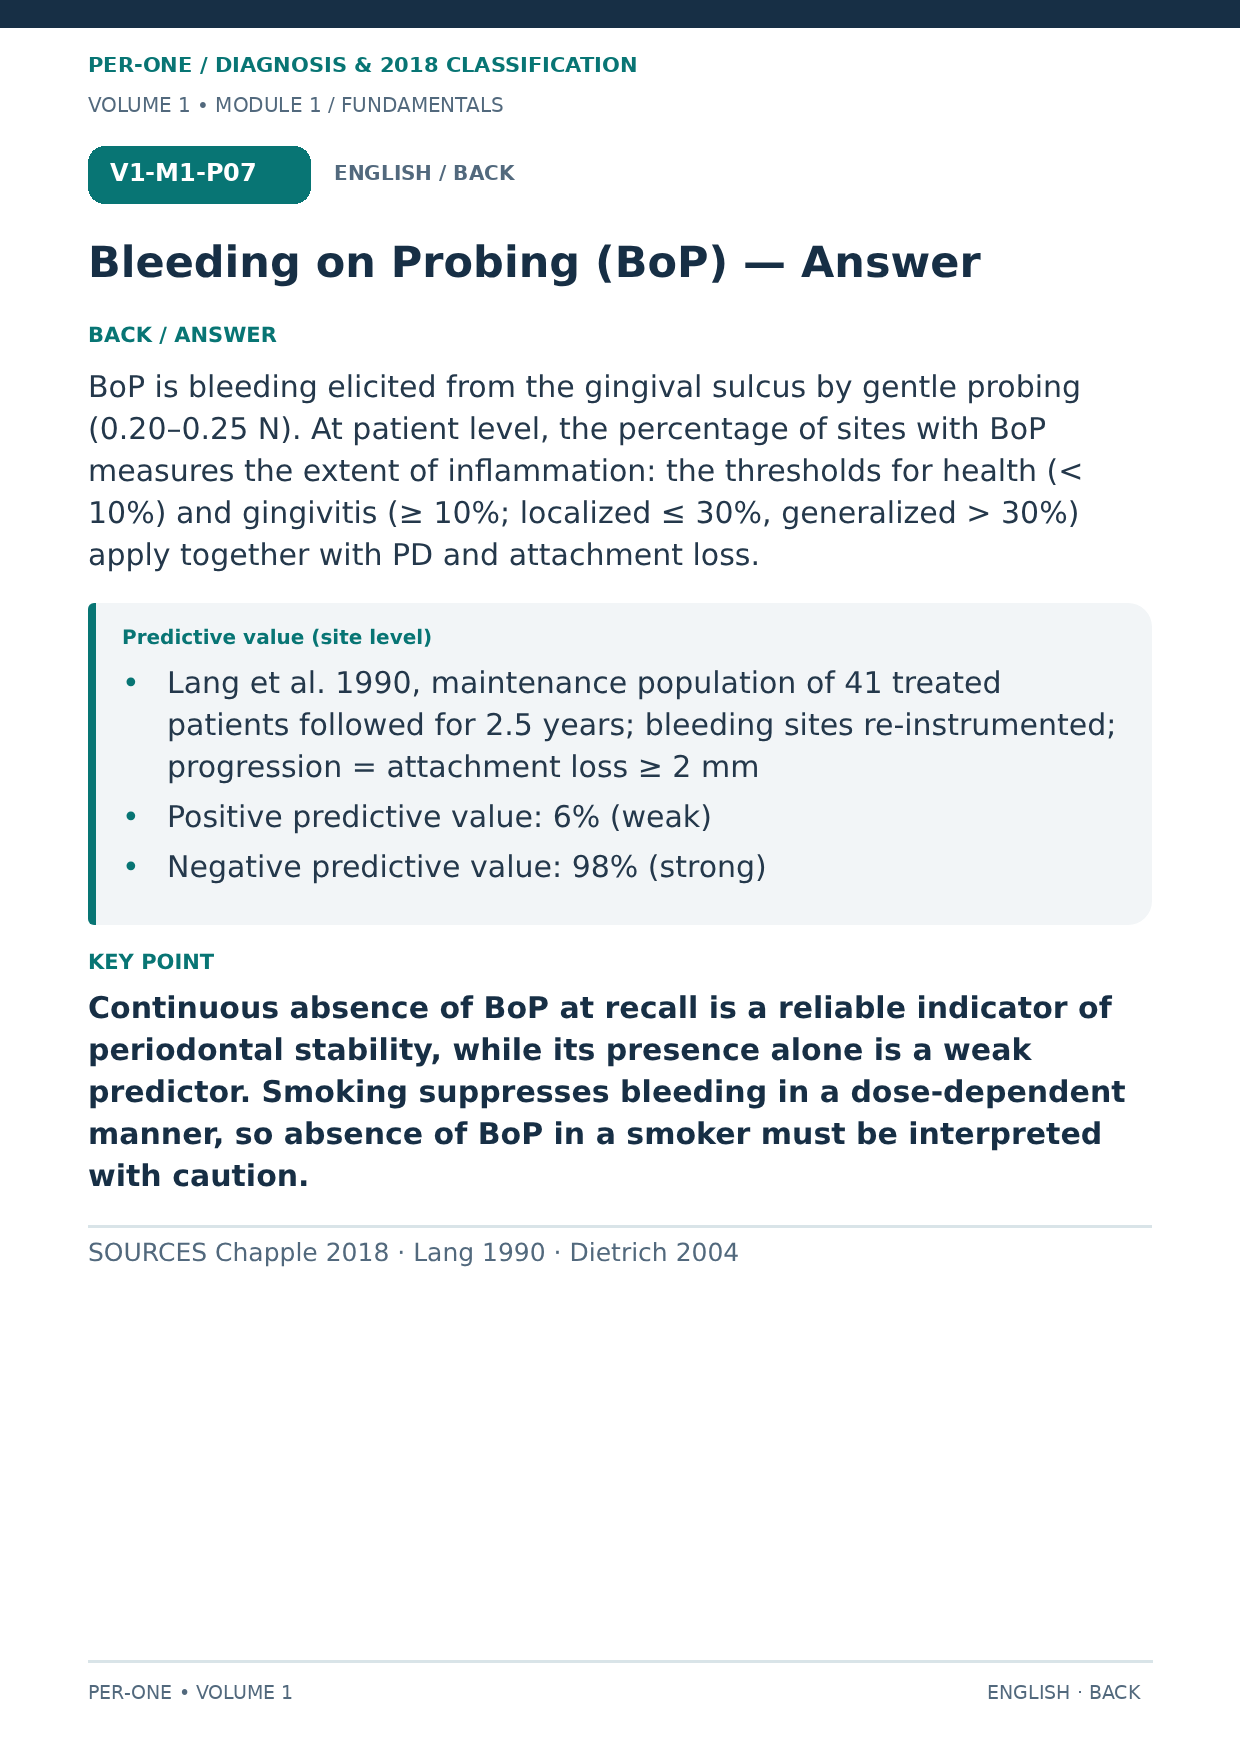 PER-ONE / DIAGNOSIS & 2018 CLASSIFICATION
VOLUME 1 • MODULE 1 / FUNDAMENTALS
V1-M1-P07
ENGLISH / BACK
Bleeding on Probing (BoP) — Answer
BACK / ANSWER
BoP is bleeding elicited from the gingival sulcus by gentle probing
(0.20–0.25 N). At patient level, the percentage of sites with BoP
measures the extent of inflammation: the thresholds for health (<
10%) and gingivitis (≥ 10%; localized ≤ 30%, generalized > 30%)
apply together with PD and attachment loss.
Predictive value (site level)
• Lang et al. 1990, maintenance population of 41 treated
patients followed for 2.5 years; bleeding sites re-instrumented;
progression = attachment loss ≥ 2 mm
• Positive predictive value: 6% (weak)
• Negative predictive value: 98% (strong)
KEY POINT
Continuous absence of BoP at recall is a reliable indicator of
periodontal stability, while its presence alone is a weak
predictor. Smoking suppresses bleeding in a dose-dependent
manner, so absence of BoP in a smoker must be interpreted
with caution.
SOURCES Chapple 2018 · Lang 1990 · Dietrich 2004
PER-ONE • VOLUME 1
ENGLISH · BACK